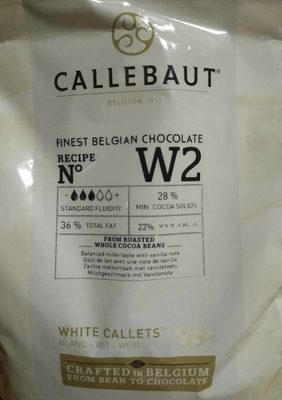 CALLEBAUT®
BELGIUM 1911
FINEST BELGIAN CHOCOLATE
RECIPE
Nº W2
- +
STANDARD FLUIDITY
28 %
MIN. COCOA SOLIDS
36 % TOTAL FAT
22%
FROM ROASTED
WHOLE COCOA BEANS
Balanced milky taste with vanilla note
Goût de lait avec une note de vanille
Zachte melksmaak met vanilletoets
Milchgeschmack mit Vanillenote
WHITE CALLETS™
BLANC - WIT - WEIß
CRAFTED IN BELGIUM
FROM BEAN TO CHOCOLATE